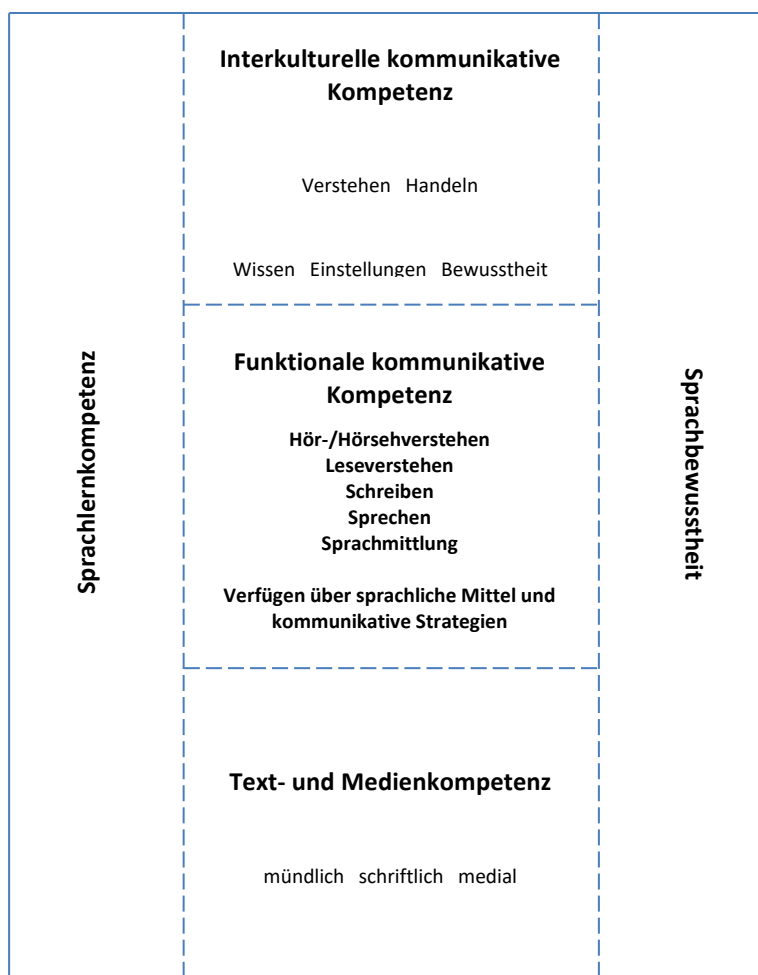 Interkulturelle kommunikative
Kompetenz
Verstehen Handeln
Wissen Einstellungen Bewusstheit
Sprachlernkompetenz
Funktionale kommunikative
Kompetenz
Hör-/Hörsehverstehen
Leseverstehen
Schreiben
Sprechen
Sprachmittlung
Verfügen über sprachliche Mittel und
kommunikative Strategien
Sprachbewusstheit
Text- und Medienkompetenz
mündlich schriftlich medial